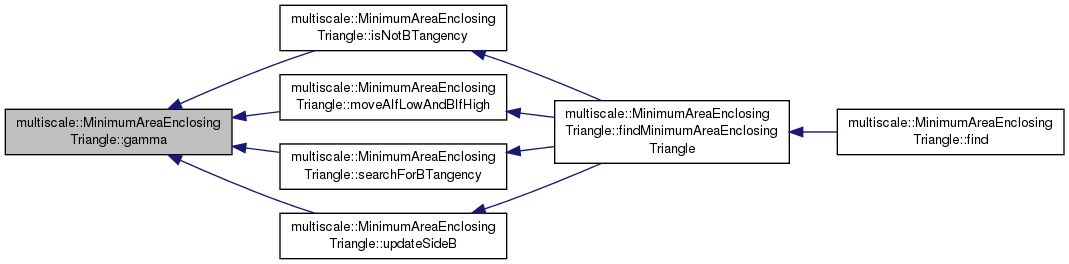 multiscale::MinimumAreaEnclosing
Triangle::gamma
multiscale::MinimumAreaEnclosing
Triangle::isNotBTangency
multiscale::MinimumAreaEnclosing
Triangle::moveAIfLowAndBIfHigh
multiscale::MinimumAreaEnclosing
Triangle::searchForBTangency
multiscale::MinimumAreaEnclosing
Triangle::updateSideB
multiscale::MinimumAreaEnclosing
Triangle::findMinimumAreaEnclosing
Triangle
multiscale::MinimumAreaEnclosing
Triangle::find